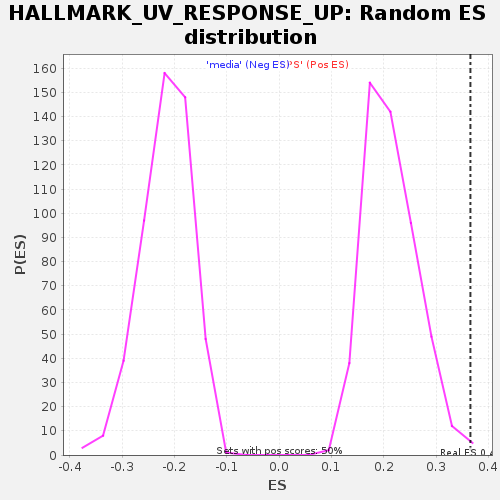 HALLMARK_UV_RESPONSE_UP: Random ES
distribution
'media' (Neg ES) 'S' (Pos ES)
160
150
140
130
120
110
100
90
80
70
60
50
40
30
20
10
0
P(ES)
Sets with pos scores: 50%
Real ES 0.4
-0.4 -0.3 -0.2 -0.1 0.0 0.1 0.2 0.3 0.4
ES